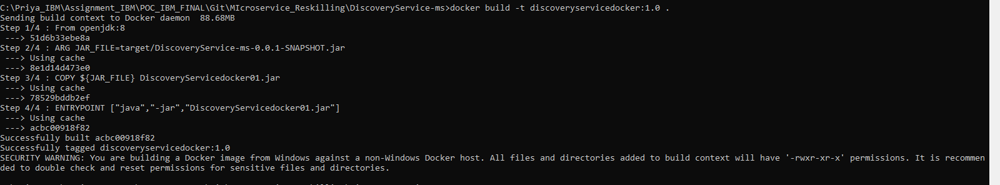 C:\Priya_IBM\Assignment_IBM\POC_IBM_FINAL\Git\MIcroservice_Reskilling\DiscoveryService-ms>docker build -t discoveryservicedocker:1.0 .
Sending build context to Docker daemon  88.68MB
Step 1/4 : From openjdk:8
 ---> 51d6b33ebe8a
Step 2/4 : ARG JAR_FILE=target/DiscoveryService-ms-0.0.1-SNAPSHOT.jar
 ---> Using cache
 ---> 8e1d14d473e0
Step 3/4 : COPY ${JAR_FILE} DiscoveryServicedocker01.jar
 ---> Using cache
 ---> 78529bddb2ef
Step 4/4 : ENTRYPOINT ["java","-jar","DiscoveryServicedocker01.jar"]
 ---> Using cache
 ---> acbc00918f82
Successfully built acbc00918f82
Successfully tagged discoveryservicedocker:1.0
SECURITY WARNING: You are building a Docker image from Windows against a non-Windows Docker host. All files and directories added to build context will have '-rwxr-xr-x' permissions. It is recommen
ded to double check and reset permissions for sensitive files and directories.